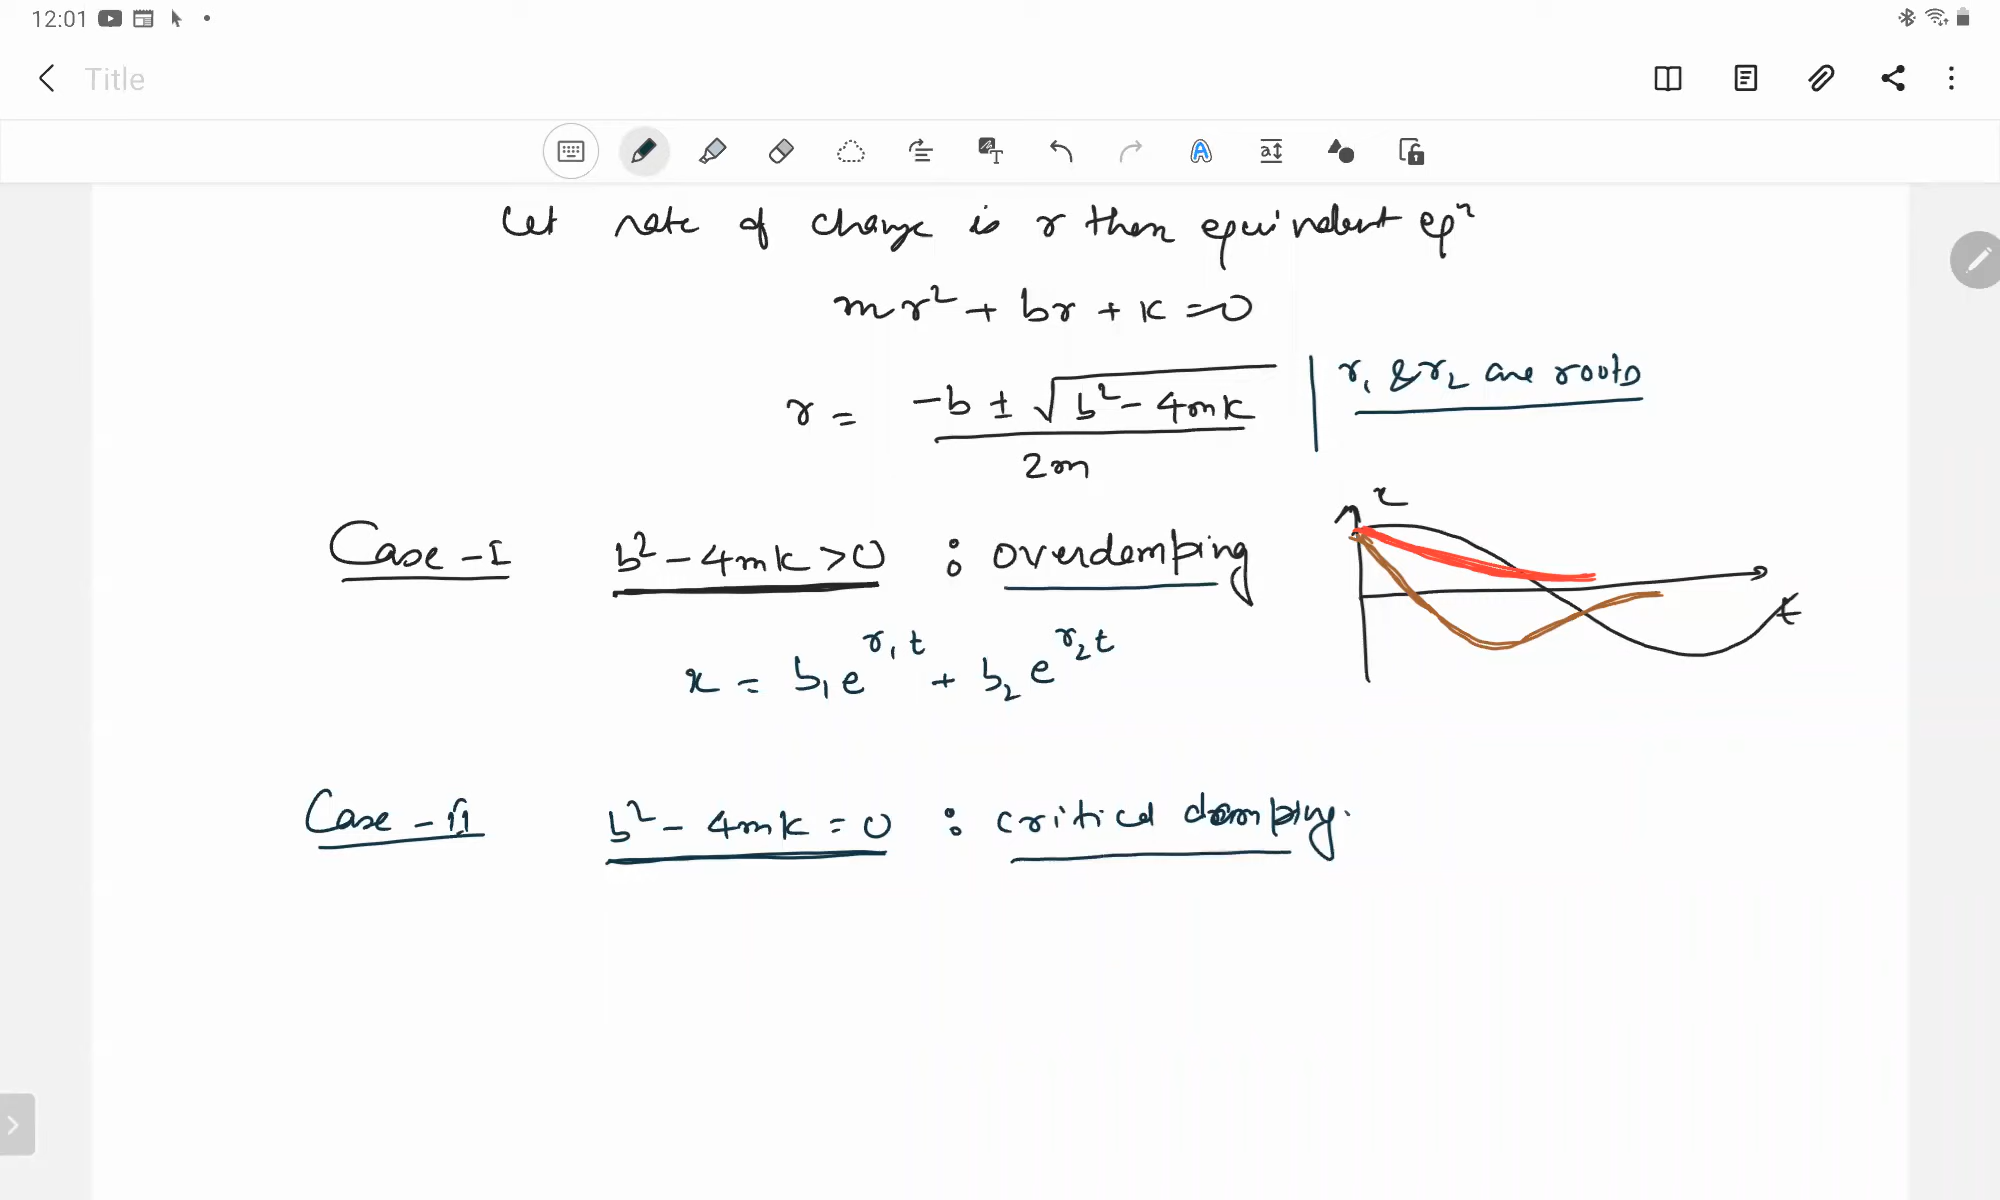 12:01
Title
Let rate of change is r then equivalent eqⁿ
mr² + br + k = 0
r = (-b ± √(b² - 4mk)) / 2m
r₁ & r₂ are roots
x
Case - I b² - 4mk > 0 : overdamping
t
x = b₁e^(r₁t) + b₂e^(r₂t)
Case - II b² - 4mk = 0 : critical damping.